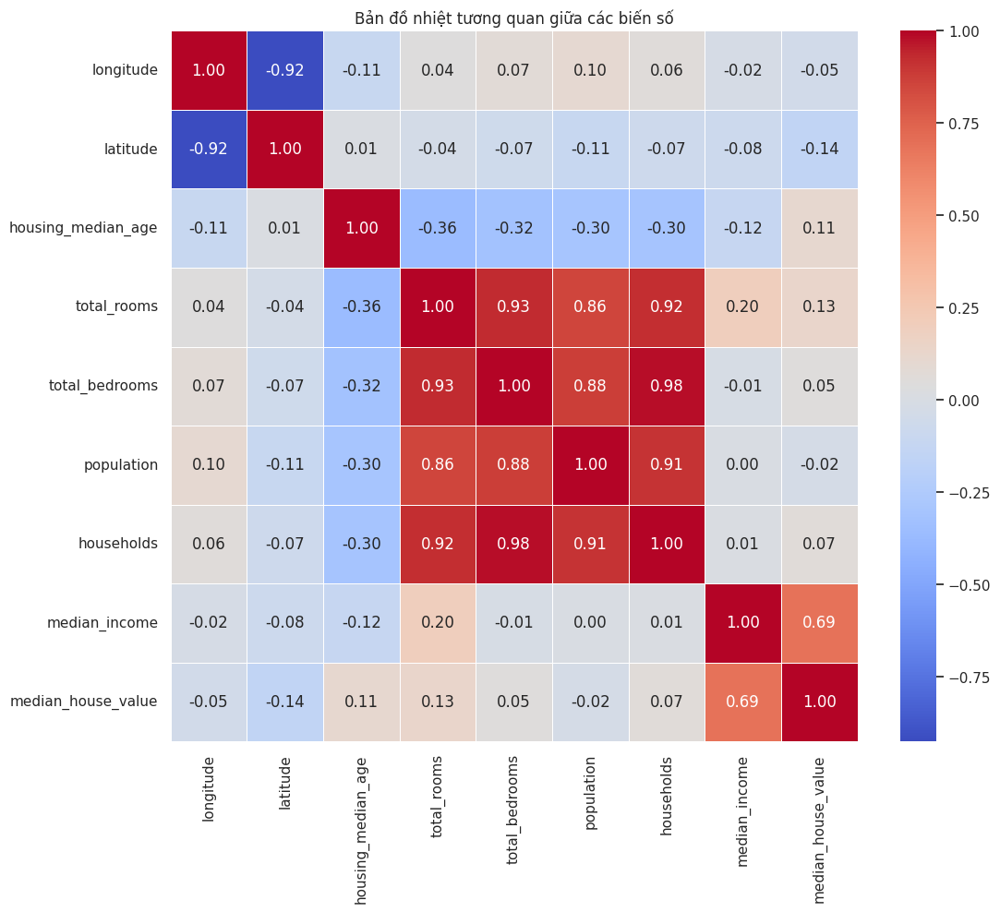 Bản đồ nhiệt tương quan giữa các biến số
longitude 1.00 -0.92 -0.11 0.04 0.07 0.10 0.06 -0.02 -0.05
latitude -0.92 1.00 0.01 -0.04 -0.07 -0.11 -0.07 -0.08 -0.14
housing_median_age -0.11 0.01 1.00 -0.36 -0.32 -0.30 -0.30 -0.12 0.11
total_rooms 0.04 -0.04 -0.36 1.00 0.93 0.86 0.92 0.20 0.13
total_bedrooms 0.07 -0.07 -0.32 0.93 1.00 0.88 0.98 -0.01 0.05
population 0.10 -0.11 -0.30 0.86 0.88 1.00 0.91 0.00 -0.02
households 0.06 -0.07 -0.30 0.92 0.98 0.91 1.00 0.01 0.07
median_income -0.02 -0.08 -0.12 0.20 -0.01 0.00 0.01 1.00 0.69
median_house_value -0.05 -0.14 0.11 0.13 0.05 -0.02 0.07 0.69 1.00
longitude
latitude
housing_median_age
total_rooms
total_bedrooms
population
households
median_income
median_house_value
1.00
0.75
0.50
0.25
0.00
−0.25
−0.50
−0.75